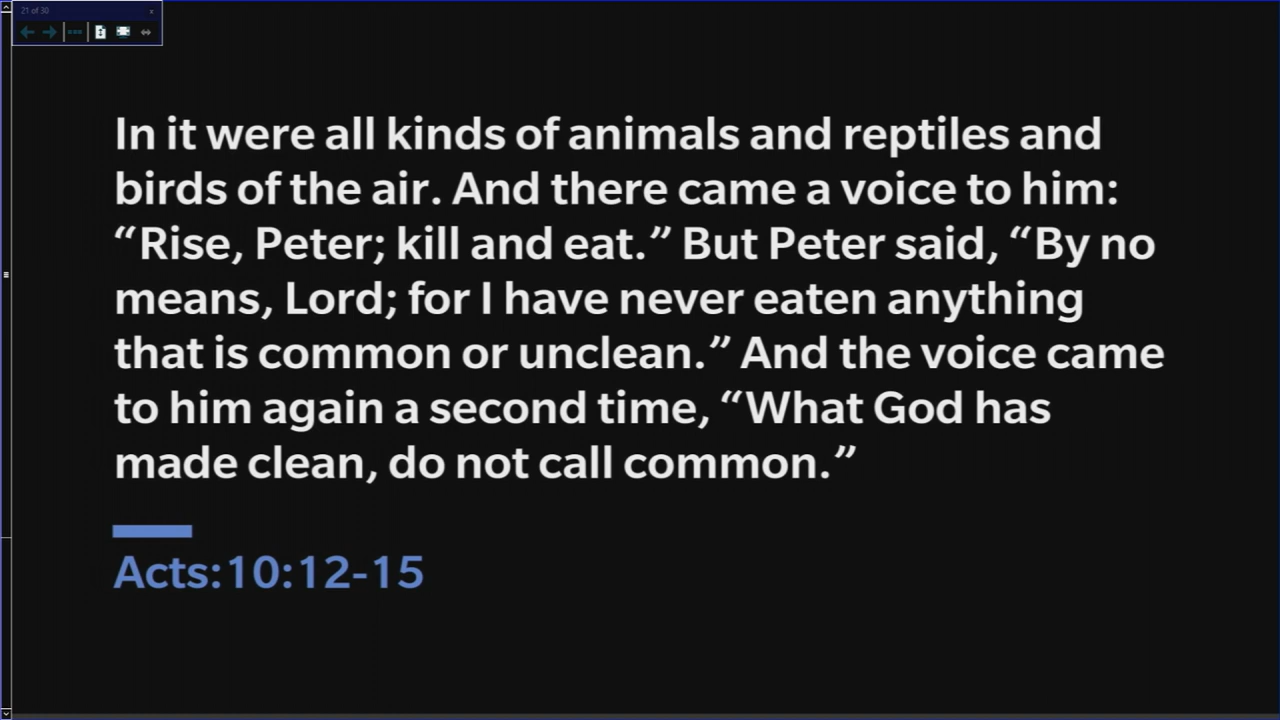 21 of 30
In it were all kinds of animals and reptiles and
birds of the air. And there came a voice to him:
“Rise, Peter; kill and eat.” But Peter said, “By no
means, Lord; for I have never eaten anything
that is common or unclean.” And the voice came
to him again a second time, “What God has
made clean, do not call common.”
Acts:10:12-15